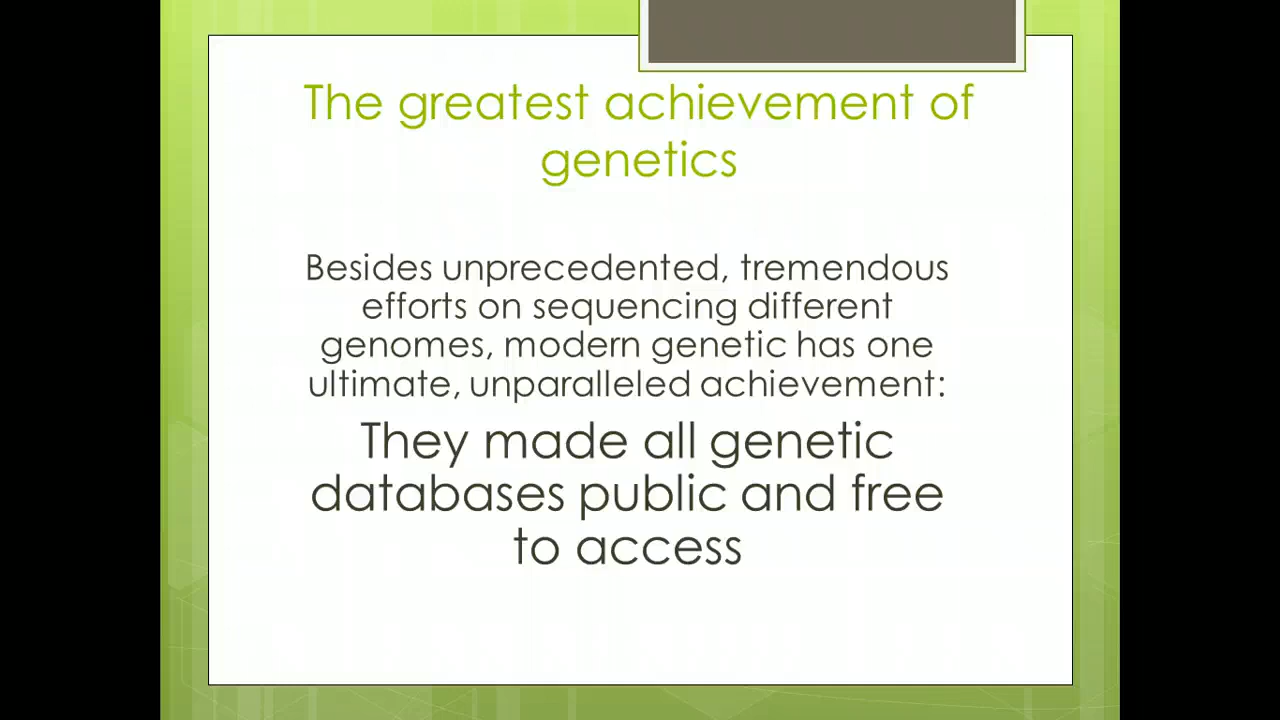 The greatest achievement of
genetics
Besides unprecedented, tremendous
efforts on sequencing different
genomes, modern genetic has one
ultimate, unparalleled achievement:
They made all genetic
databases public and free
to access